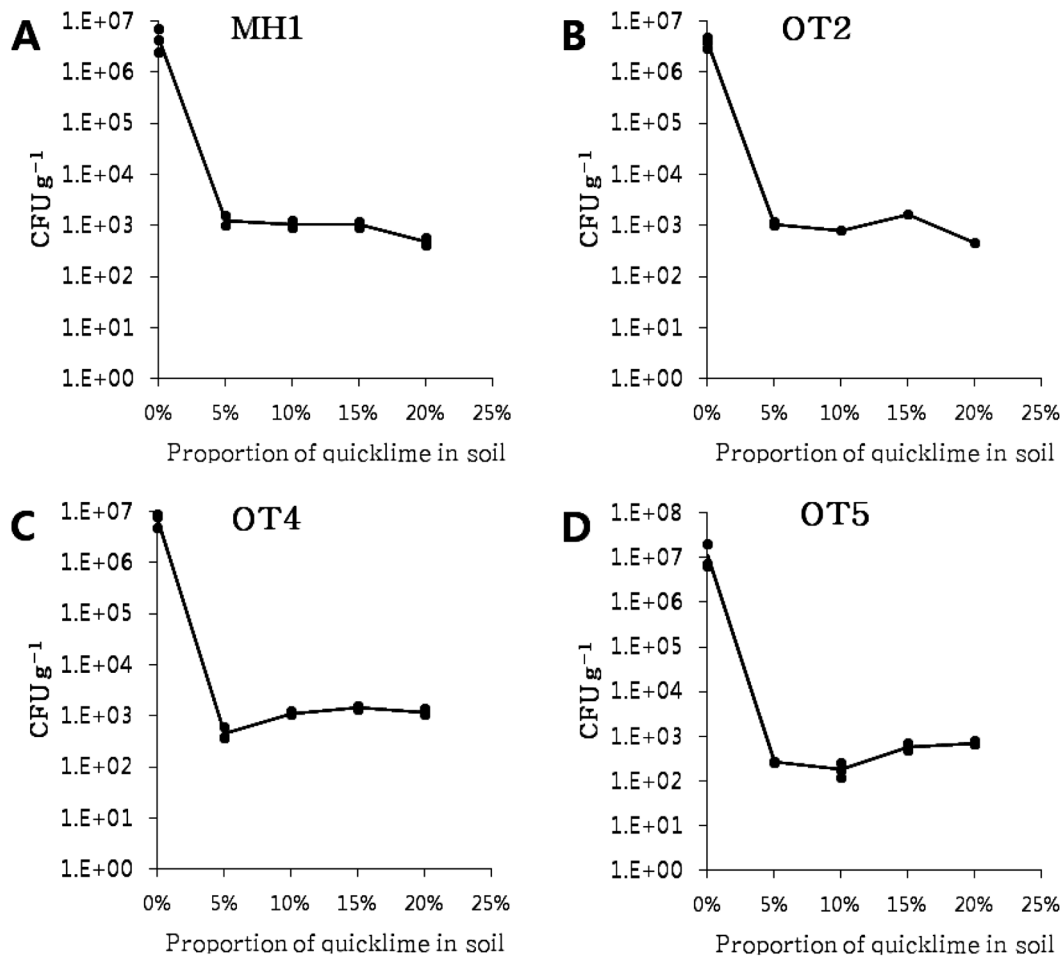 A
MH1
CFU g⁻¹
1.E+07
1.E+06
1.E+05
1.E+04
1.E+03
1.E+02
1.E+01
1.E+00
0% 5% 10% 15% 20% 25%
Proportion of quicklime in soil
B
OT2
CFU g⁻¹
1.E+07
1.E+06
1.E+05
1.E+04
1.E+03
1.E+02
1.E+01
1.E+00
0% 5% 10% 15% 20% 25%
Proportion of quicklime in soil
C
OT4
CFU g⁻¹
1.E+07
1.E+06
1.E+05
1.E+04
1.E+03
1.E+02
1.E+01
1.E+00
0% 5% 10% 15% 20% 25%
Proportion of quicklime in soil
D
OT5
CFU g⁻¹
1.E+08
1.E+07
1.E+06
1.E+05
1.E+04
1.E+03
1.E+02
1.E+01
1.E+00
0% 5% 10% 15% 20% 25%
Proportion of quicklime in soil